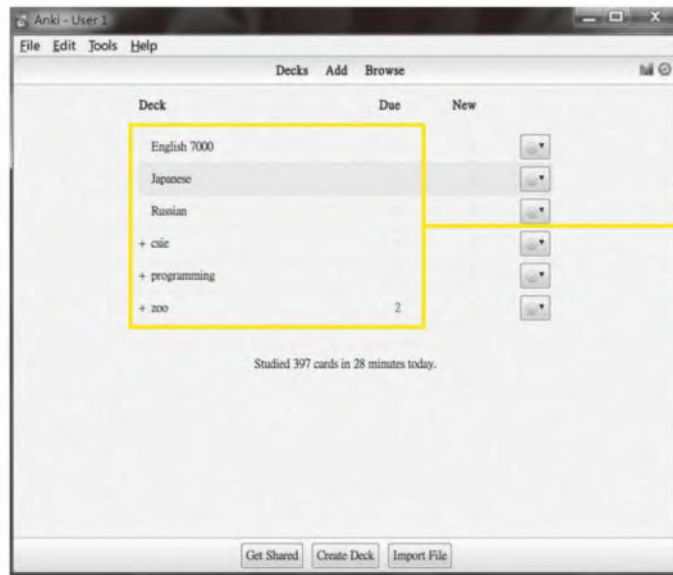 Anki - User 1
File Edit Tools Help
Decks Add Browse
Deck Due New
English 7000
Japanese
Russian
+ csie
+ programming
+ zoo 2
Studied 397 cards in 28 minutes today.
Get Shared Create Deck Import File